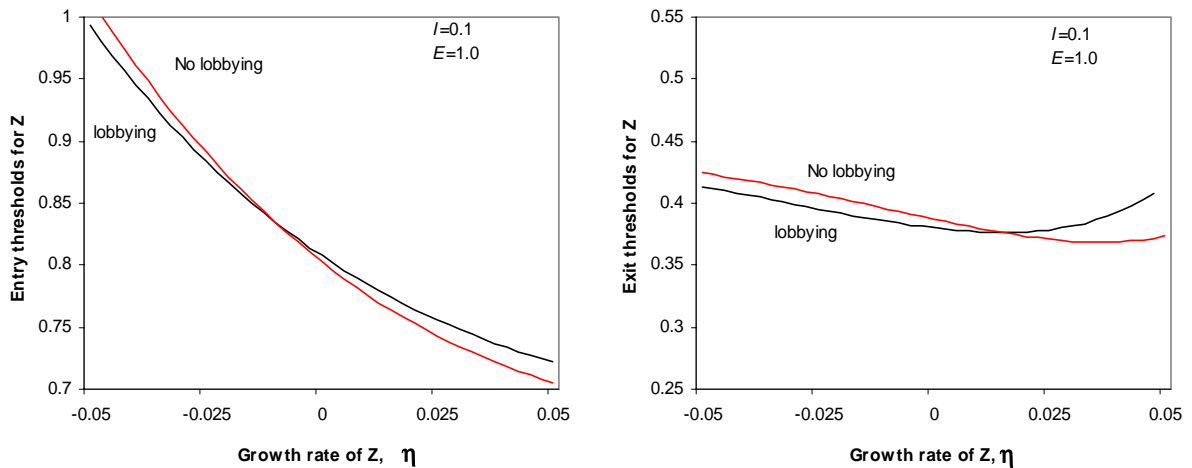 Entry thresholds for Z
1
0.95
0.9
0.85
0.8
0.75
0.7
I=0.1
E=1.0
No lobbying
lobbying
-0.05
-0.025
0
0.025
0.05
Growth rate of Z, η
Exit thresholds for Z
0.55
0.5
0.45
0.4
0.35
0.3
0.25
I=0.1
E=1.0
No lobbying
lobbying
-0.05
-0.025
0
0.025
0.05
Growth rate of Z, η